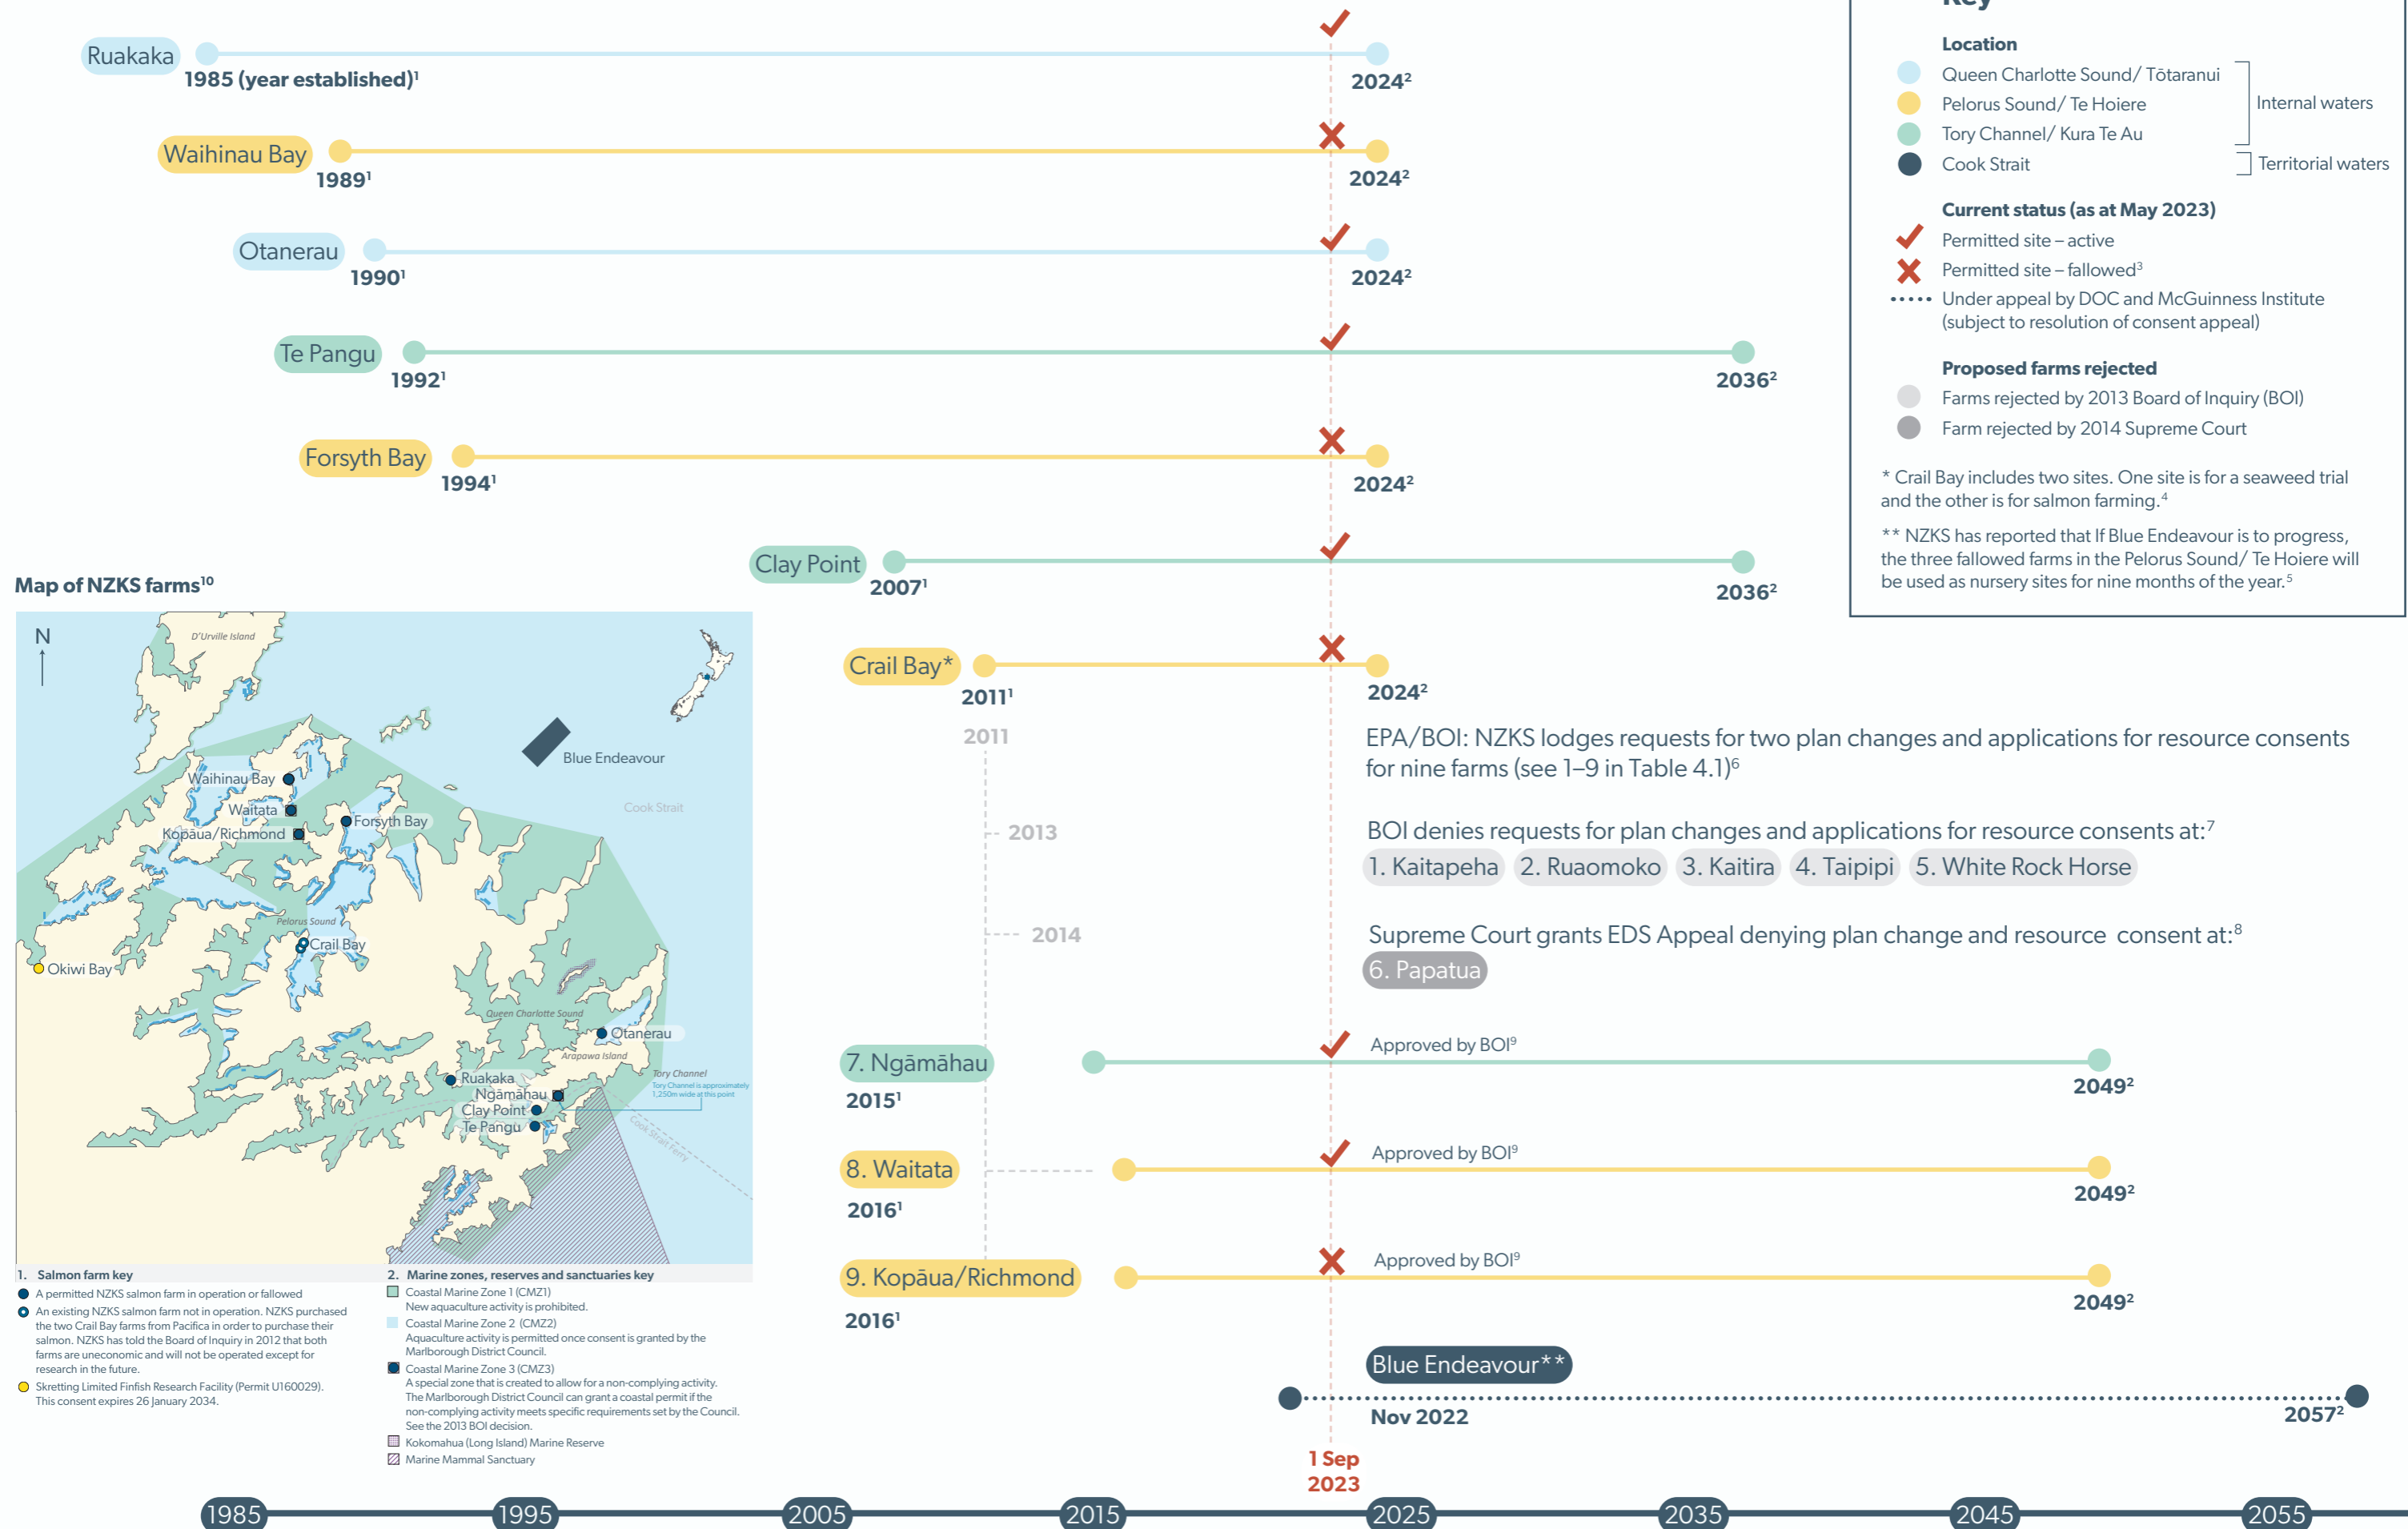 Key
Location
Queen Charlotte Sound/ Tōtaranui
Pelorus Sound/ Te Hoiere
Tory Channel/ Kura Te Au
Internal waters
Cook Strait
Territorial waters
Current status (as at May 2023)
Permitted site – active
Permitted site – fallowed³
Under appeal by DOC and McGuinness Institute
(subject to resolution of consent appeal)
Proposed farms rejected
Farms rejected by 2013 Board of Inquiry (BOI)
Farm rejected by 2014 Supreme Court
* Crail Bay includes two sites. One site is for a seaweed trial
and the other is for salmon farming.⁴
** NZKS has reported that If Blue Endeavour is to progress,
the three fallowed farms in the Pelorus Sound/ Te Hoiere will
be used as nursery sites for nine months of the year.⁵
Ruakaka
1985 (year established)¹
2024²
Waihinau Bay
1989¹
2024²
Otanerau
1990¹
2024²
Te Pangu
1992¹
2036²
Forsyth Bay
1994¹
2024²
Clay Point
2007¹
2036²
Crail Bay*
2011¹
2024²
2011
EPA/BOI: NZKS lodges requests for two plan changes and applications for resource consents
for nine farms (see 1–9 in Table 4.1)⁶
2013
BOI denies requests for plan changes and applications for resource consents at:⁷
1. Kaitapeha
2. Ruaomoko
3. Kaitira
4. Taipipi
5. White Rock Horse
2014
Supreme Court grants EDS Appeal denying plan change and resource consent at:⁸
6. Papatua
7. Ngāmāhau
2015¹
Approved by BOI⁹
2049²
8. Waitata
2016¹
Approved by BOI⁹
2049²
9. Kopāua/Richmond
2016¹
Approved by BOI⁹
2049²
Blue Endeavour**
Nov 2022
2057²
1 Sep
2023
1985
1995
2005
2015
2025
2035
2045
2055
Map of NZKS farms¹⁰
N
D'Urville Island
Blue Endeavour
Cook Strait
Waihinau Bay
Waitata
Kopāua/Richmond
Forsyth Bay
Pelorus Sound
Crail Bay
Okiwi Bay
Queen Charlotte Sound
Otanerau
Arapawa Island
Ruakaka
Tory Channel
Tory Channel is approximately
1,250m wide at this point
Ngāmāhau
Clay Point
Te Pangu
Cook Strait Ferry
1. Salmon farm key
A permitted NZKS salmon farm in operation or fallowed
An existing NZKS salmon farm not in operation. NZKS purchased
the two Crail Bay farms from Pacifica in order to purchase their
salmon. NZKS has told the Board of Inquiry in 2012 that both
farms are uneconomic and will not be operated except for
research in the future.
Skretting Limited Finfish Research Facility (Permit U160029).
This consent expires 26 January 2034.
2. Marine zones, reserves and sanctuaries key
Coastal Marine Zone 1 (CMZ1)
New aquaculture activity is prohibited.
Coastal Marine Zone 2 (CMZ2)
Aquaculture activity is permitted once consent is granted by the
Marlborough District Council.
Coastal Marine Zone 3 (CMZ3)
A special zone that is created to allow for a non-complying activity.
The Marlborough District Council can grant a coastal permit if the
non-complying activity meets specific requirements set by the Council.
See the 2013 BOI decision.
Kokomahua (Long Island) Marine Reserve
Marine Mammal Sanctuary